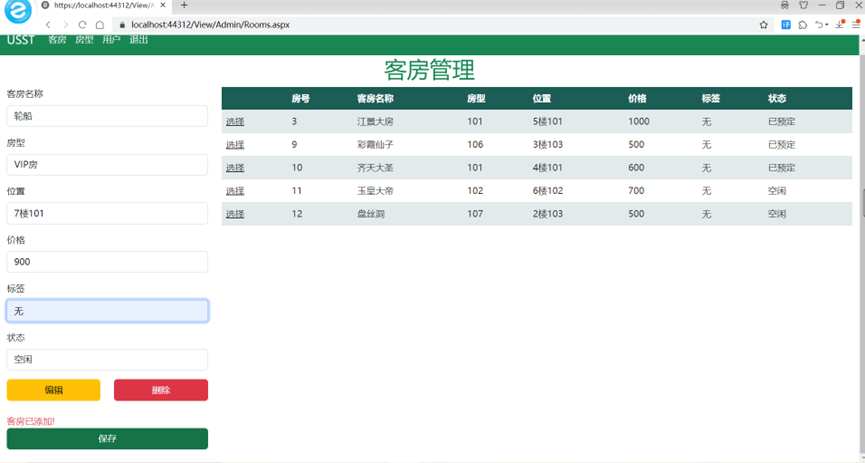 https://localhost:44312/View/A
localhost:44312/View/Admin/Rooms.aspx
USST 客房 房型 用户 退出
客房管理
客房名称
轮船
房型
VIP房
位置
7楼101
价格
900
标签
无
状态
空闲
编辑 删除
客房已添加!
保存
房号 客房名称 房型 位置 价格 标签 状态
选择 3 江景大房 101 5楼101 1000 无 已预定
选择 9 彩霞仙子 106 3楼103 500 无 已预定
选择 10 齐天大圣 101 4楼101 600 无 已预定
选择 11 玉皇大帝 102 6楼102 700 无 空闲
选择 12 盘丝洞 107 2楼103 500 无 空闲